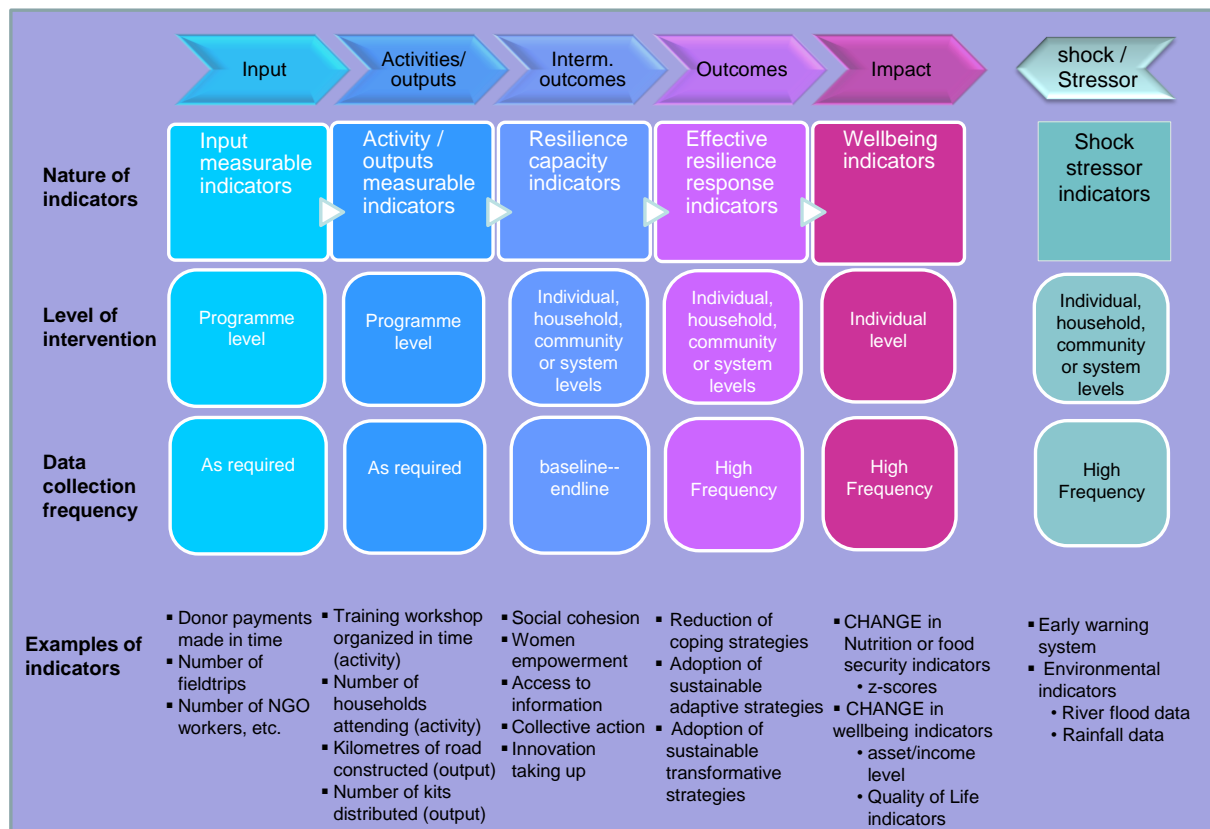 Input
Activities/
outputs
Interm.
outcomes
Outcomes
Impact
shock /
Stressor
Nature of
indicators
Input
measurable
indicators
Activity /
outputs
measurable
indicators
Resilience
capacity
indicators
Effective
resilience
response
indicators
Wellbeing
indicators
Shock
stressor
indicators
Level of
intervention
Programme
level
Programme
level
Individual,
household,
community
or system
levels
Individual,
household,
community
or system
levels
Individual
level
Individual,
household,
community
or system
levels
Data
collection
frequency
As required
As required
baseline--
endline
High
Frequency
High
Frequency
High
Frequency
Examples of
indicators
▪ Donor payments
made in time
▪ Number of
fieldtrips
▪ Number of NGO
workers, etc.
▪ Training workshop
organized in time
(activity)
▪ Number of
households
attending (activity)
▪ Kilometres of road
constructed (output)
▪ Number of kits
distributed (output)
▪ Social cohesion
▪ Women
empowerment
▪ Access to
information
▪ Collective action
▪ Innovation
taking up
▪ Reduction of
coping strategies
▪ Adoption of
sustainable
adaptive strategies
▪ Adoption of
sustainable
transformative
strategies
▪ CHANGE in
Nutrition or food
security indicators
• z-scores
▪ CHANGE in
wellbeing indicators
• asset/income
level
• Quality of Life
indicators
▪ Early warning
system
▪ Environmental
indicators
• River flood data
• Rainfall data